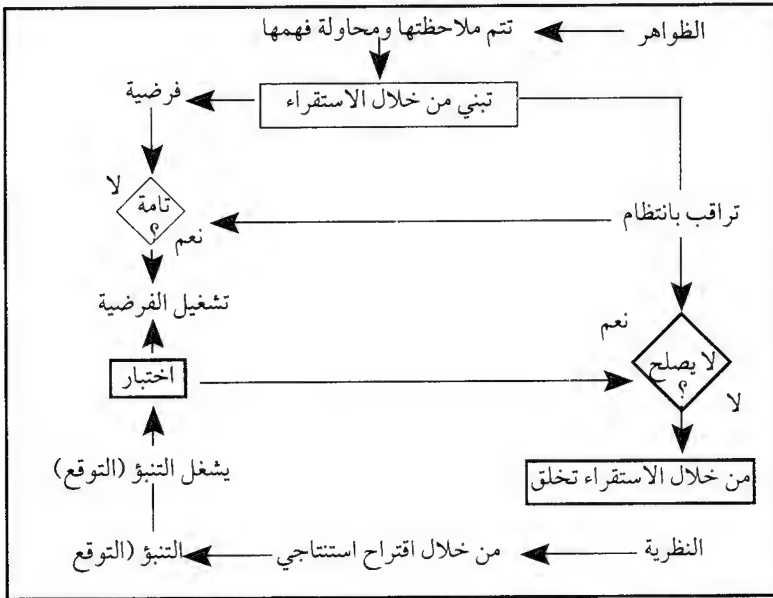 الظواهر
تتم ملاحظتها ومحاولة فهمها
تبني من خلال الاستقراء
فرضية
لا
تامة
؟
نعم
تراقب بانتظام
تشغيل الفرضية
نعم
لا يصلح
؟
لا
اختبار
يشغل التنبؤ (التوقع)
من خلال الاستقراء تخلق
النظرية
من خلال اقتراح استنتاجي
التنبؤ (التوقع